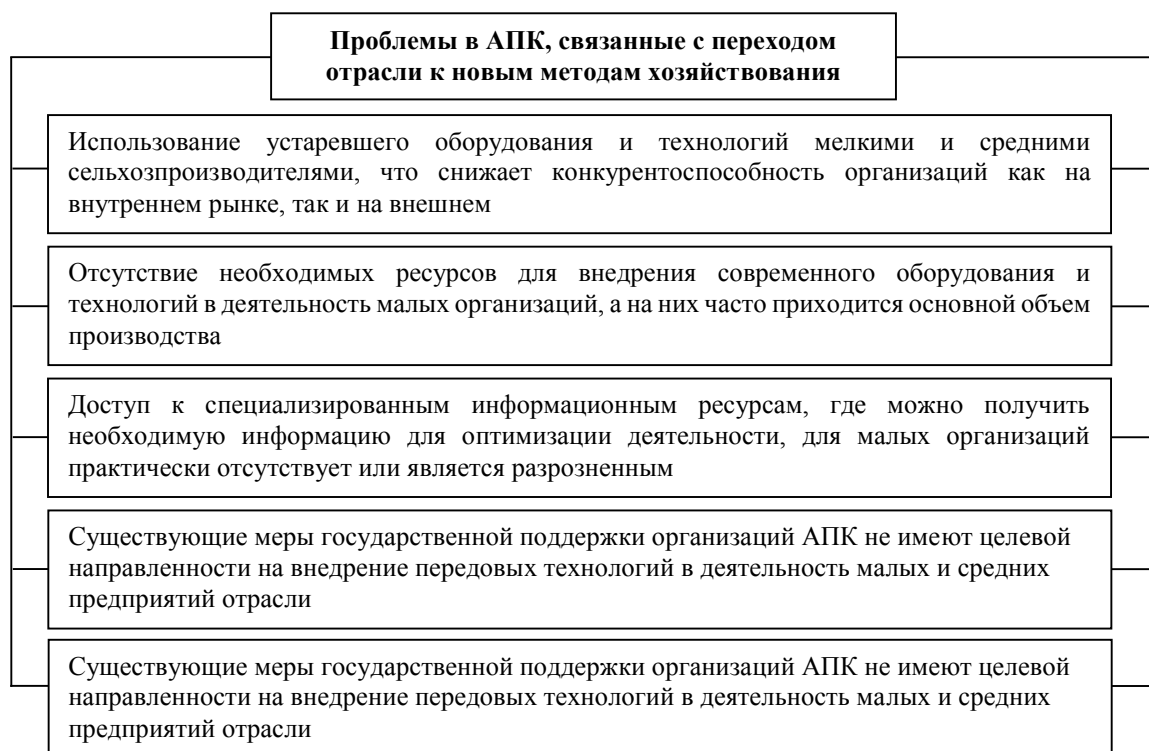 Проблемы в АПК, связанные с переходом
отрасли к новым методам хозяйствования
Использование устаревшего оборудования и технологий мелкими и средними
сельхозпроизводителями, что снижает конкурентоспособность организаций как на
внутреннем рынке, так и на внешнем
Отсутствие необходимых ресурсов для внедрения современного оборудования и
технологий в деятельность малых организаций, а на них часто приходится основной объем
производства
Доступ к специализированным информационным ресурсам, где можно получить
необходимую информацию для оптимизации деятельности, для малых организаций
практически отсутствует или является разрозненным
Существующие меры государственной поддержки организаций АПК не имеют целевой
направленности на внедрение передовых технологий в деятельность малых и средних
предприятий отрасли
Существующие меры государственной поддержки организаций АПК не имеют целевой
направленности на внедрение передовых технологий в деятельность малых и средних
предприятий отрасли